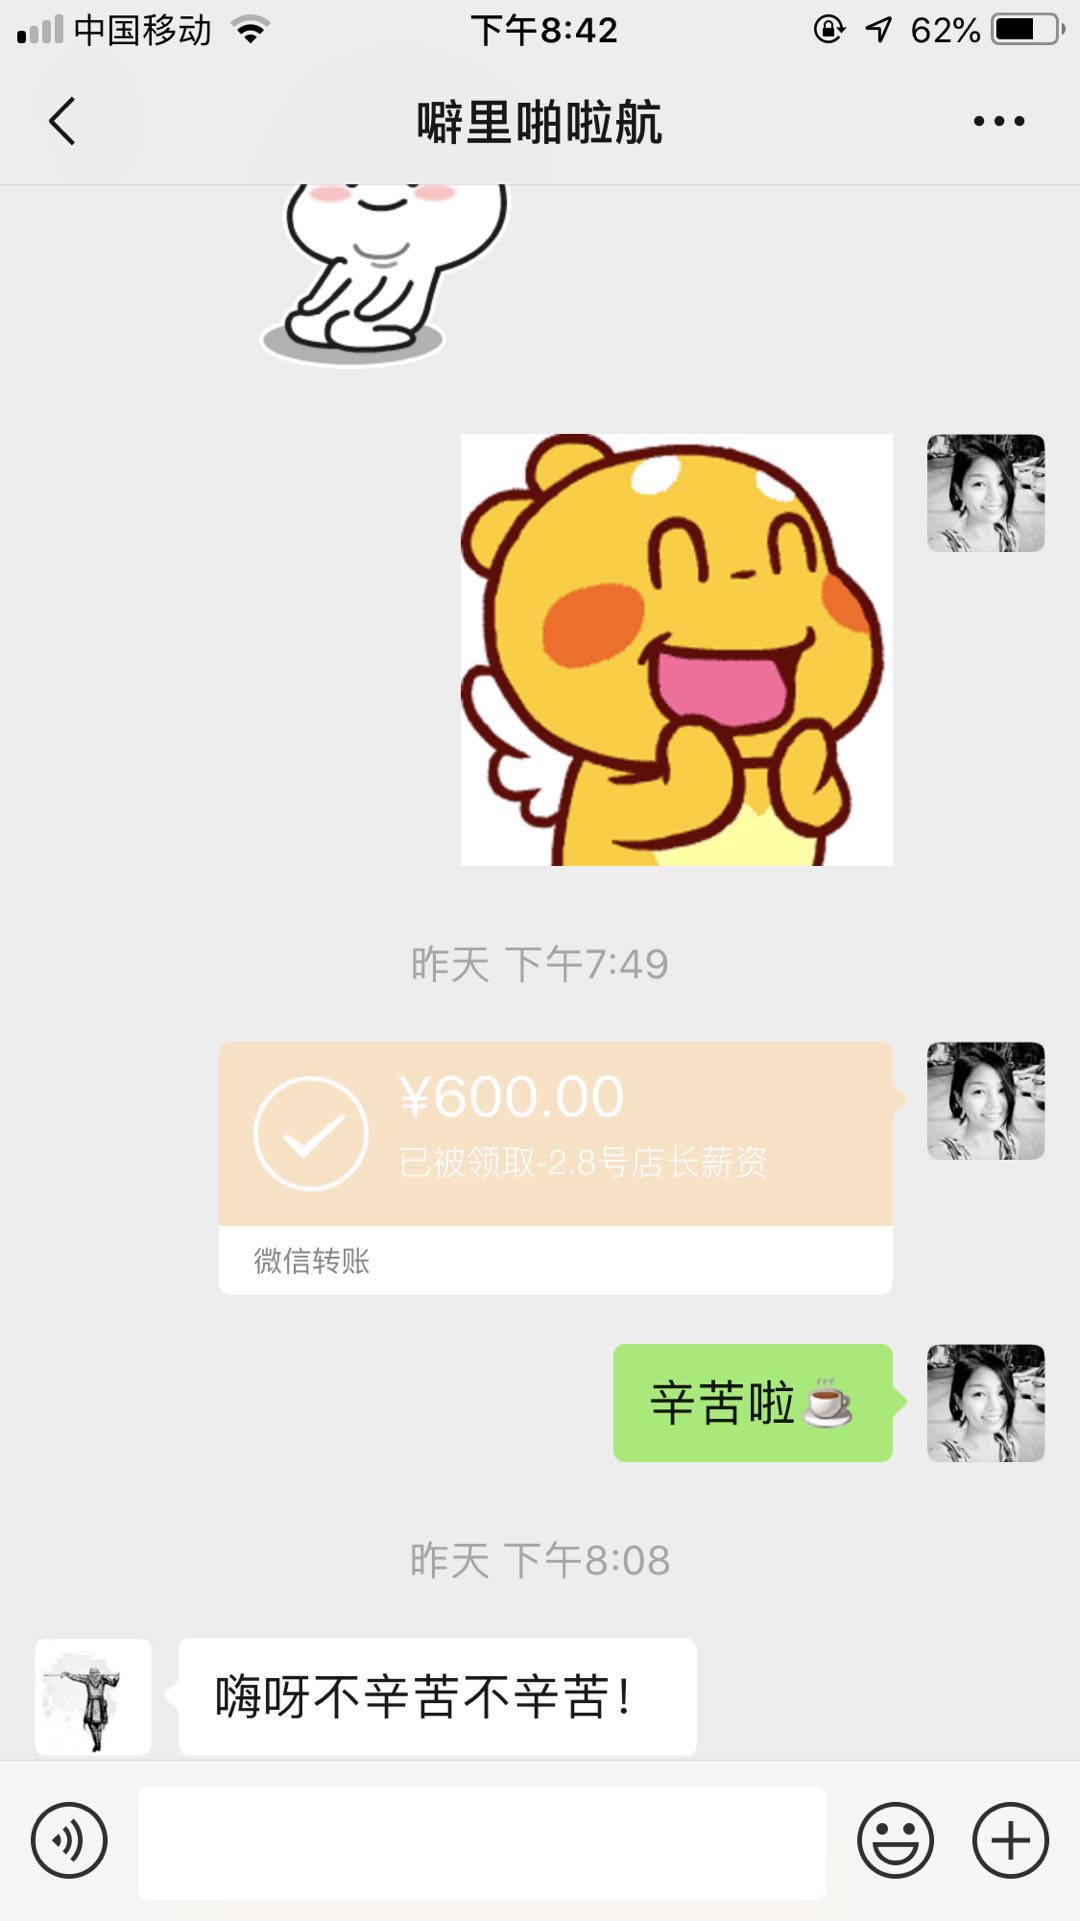 中国移动
下午8:42
62%
噼里啪啦航
昨天 下午7:49
¥600.00
已被领取-2.8号店长薪资
微信转账
辛苦啦☕
昨天 下午8:08
嗨呀不辛苦不辛苦！